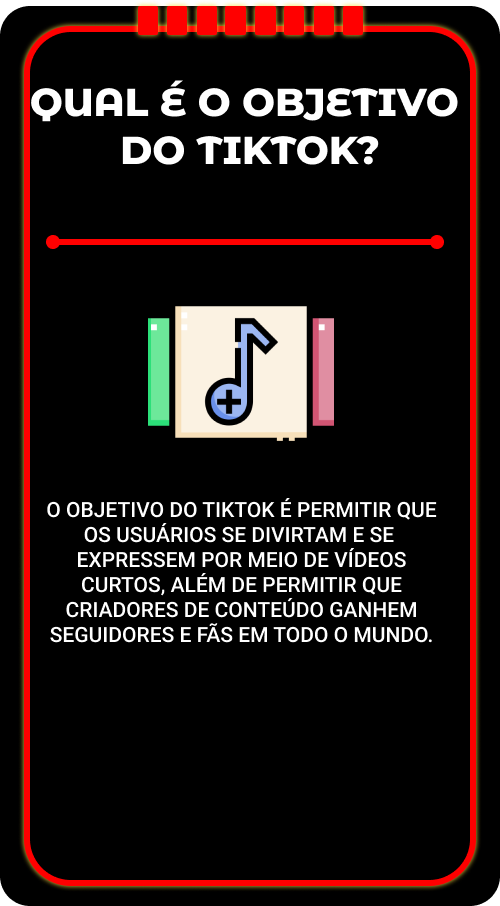 QUAL É O OBJETIVO
DO TIKTOK?
O OBJETIVO DO TIKTOK É PERMITIR QUE
OS USUÁRIOS SE DIVIRTAM E SE
EXPRESSEM POR MEIO DE VÍDEOS
CURTOS, ALÉM DE PERMITIR QUE
CRIADORES DE CONTEÚDO GANHEM
SEGUIDORES E FÃS EM TODO O MUNDO.